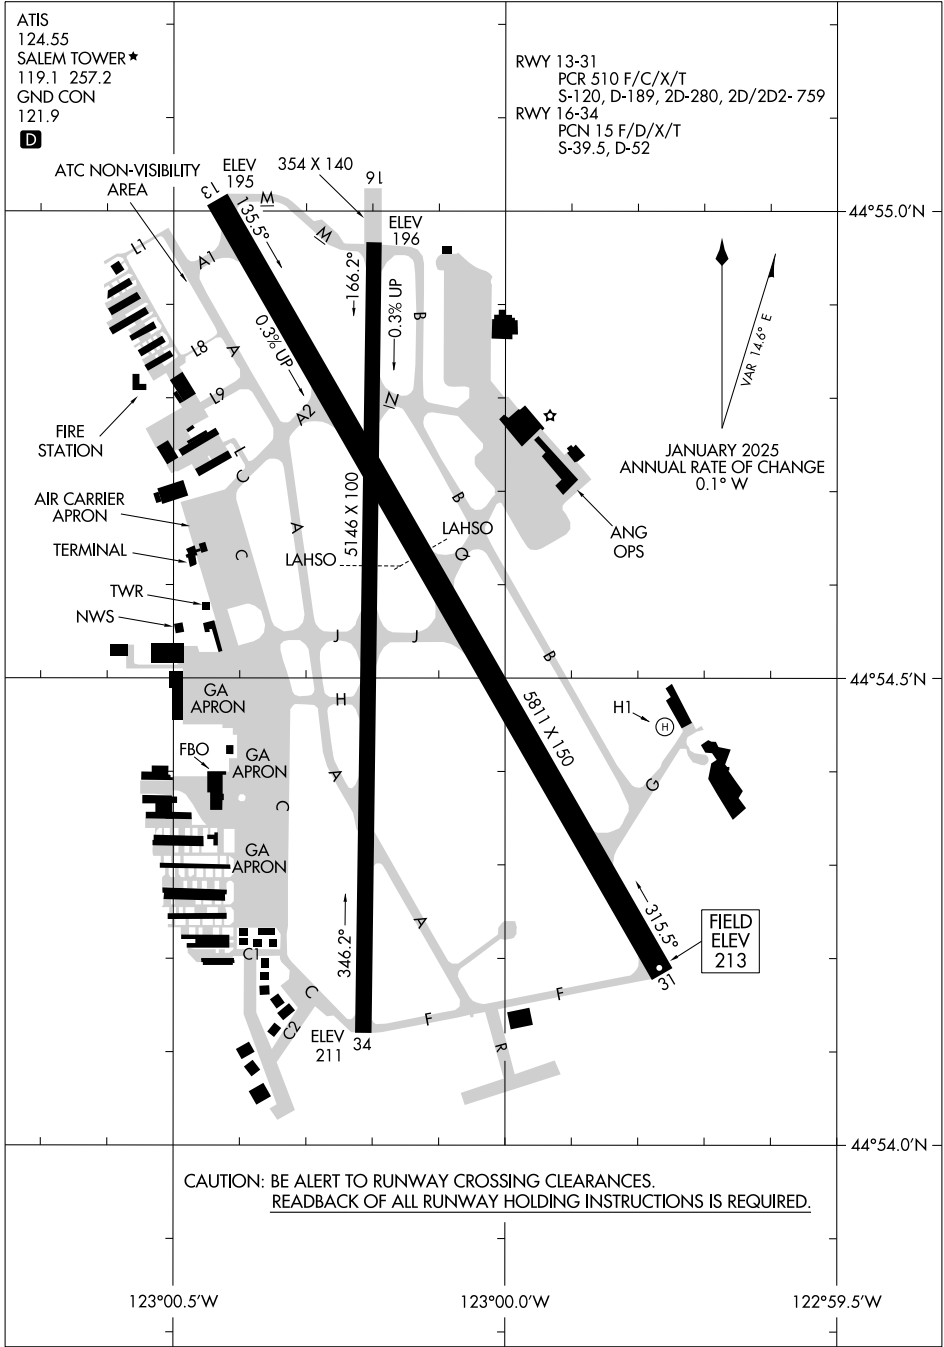 ATIS
124.55
SALEM TOWER★
119.1 257.2
GND CON
121.9
D
RWY 13-31
PCR 510 F/C/X/T
S-120, D-189, 2D-280, 2D/2D2-759
RWY 16-34
PCN 15 F/D/X/T
S-39.5, D-52
ATC NON-VISIBILITY
AREA
ELEV
195
354 X 140
16
13
M
135.5°
ELEV
196
44°55.0'N
M
L1
A1
166.2°
0.3% UP
B
0.3% UP
VAR 14.6° E
L8
A
L9
A2
N
FIRE
STATION
L
JANUARY 2025
ANNUAL RATE OF CHANGE
0.1° W
C
AIR CARRIER
APRON
5146 X 100
B
A
LAHSO
ANG
OPS
TERMINAL
C
LAHSO
Q
TWR
NWS
J
J
B
44°54.5'N
GA
APRON
H
5811 X 150
H1
H
FBO
GA
APRON
A
G
C
GA
APRON
A
346.2°
315.5°
FIELD
ELEV
213
C1
31
C
F
F
C2
ELEV
211
34
R
44°54.0'N
CAUTION: BE ALERT TO RUNWAY CROSSING CLEARANCES.
READBACK OF ALL RUNWAY HOLDING INSTRUCTIONS IS REQUIRED.
123°00.5'W
123°00.0'W
122°59.5'W